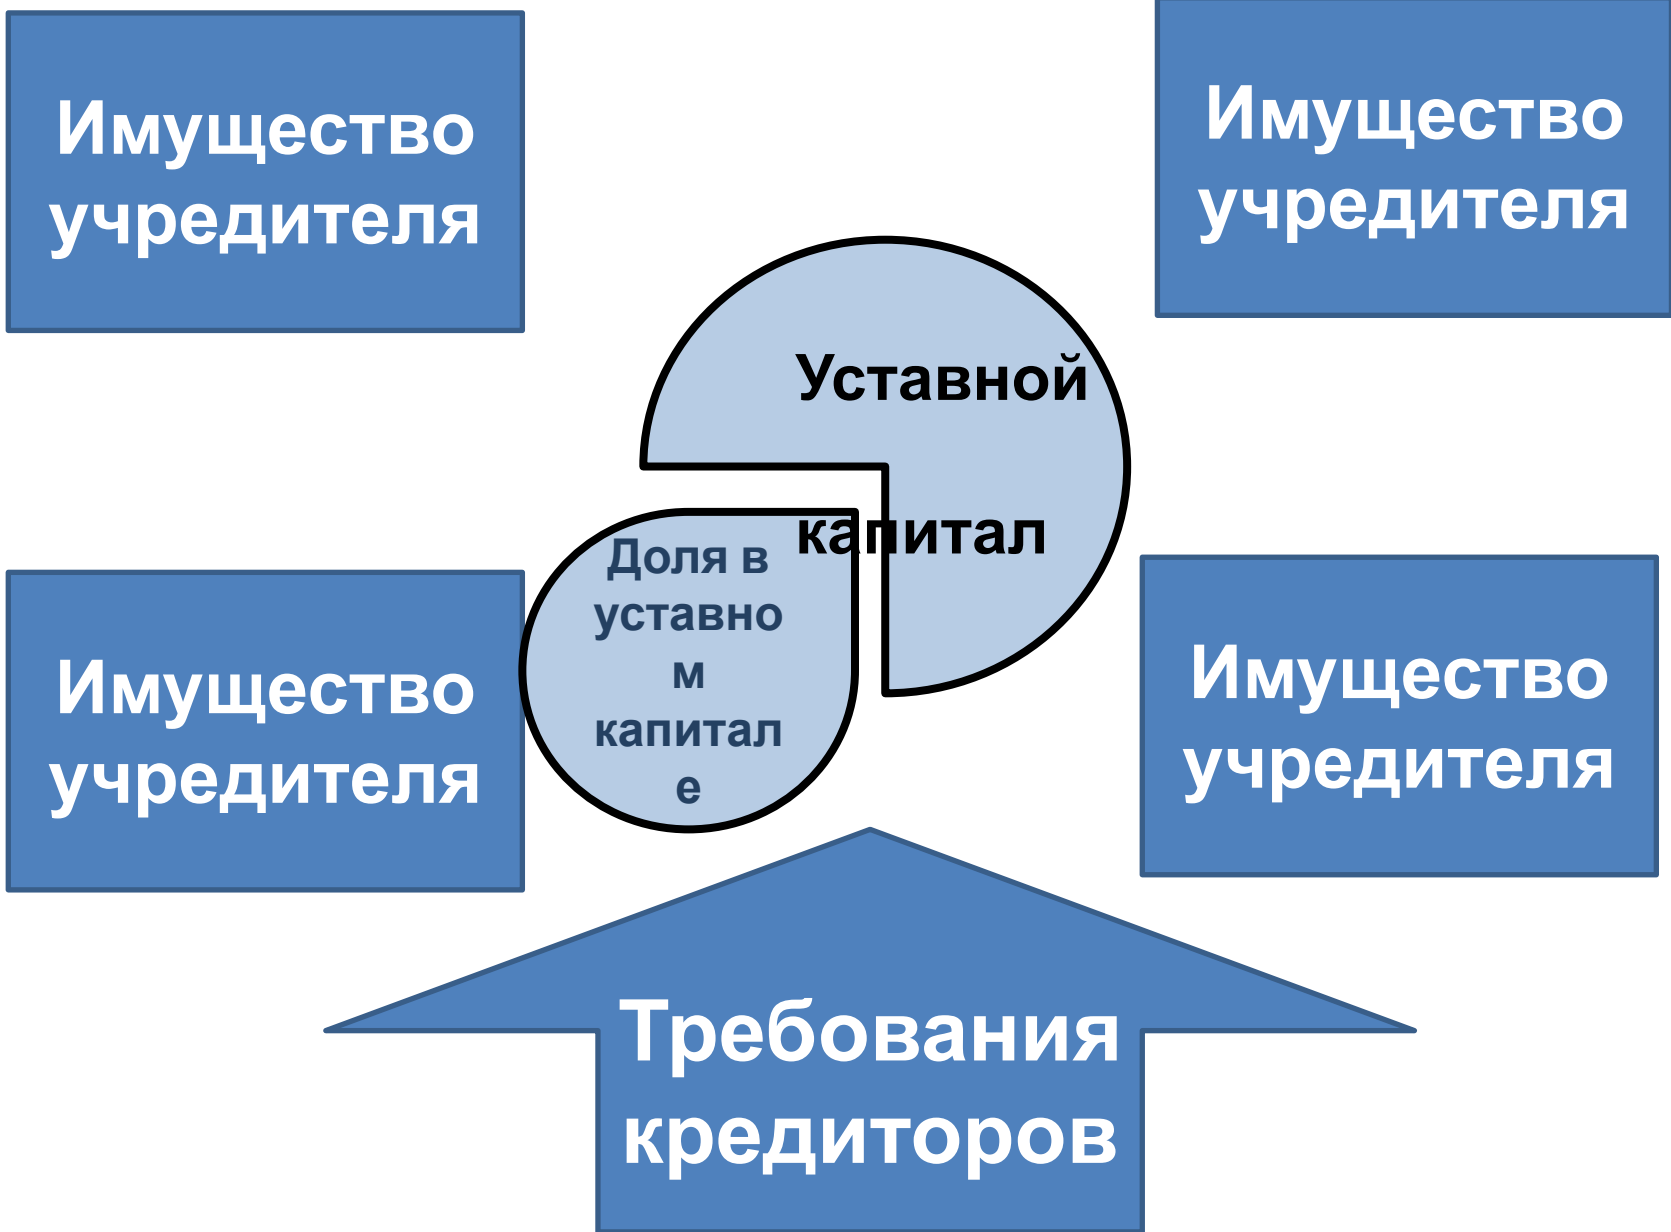 Имущество
учредителя
Имущество
учредителя
Уставной
капитал
Доля в
уставно
м
капитал
е
Имущество
учредителя
Имущество
учредителя
Требования
кредиторов